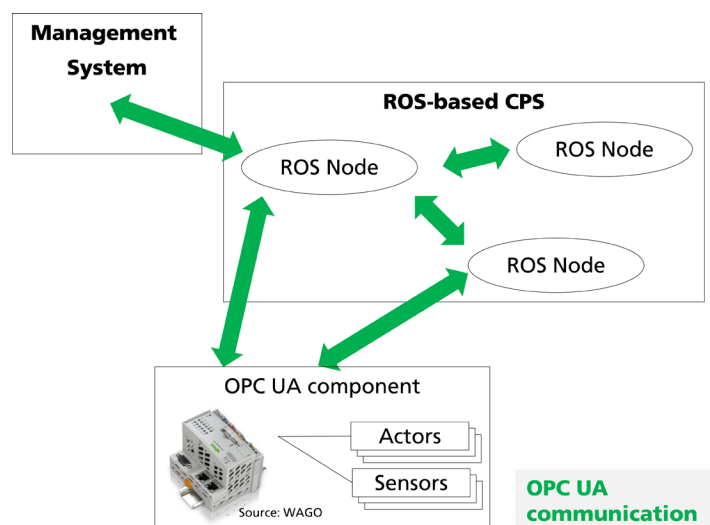 Management
System
ROS-based CPS
ROS Node
ROS Node
ROS Node
OPC UA component
Actors
Sensors
Source: WAGO
OPC UA
communication